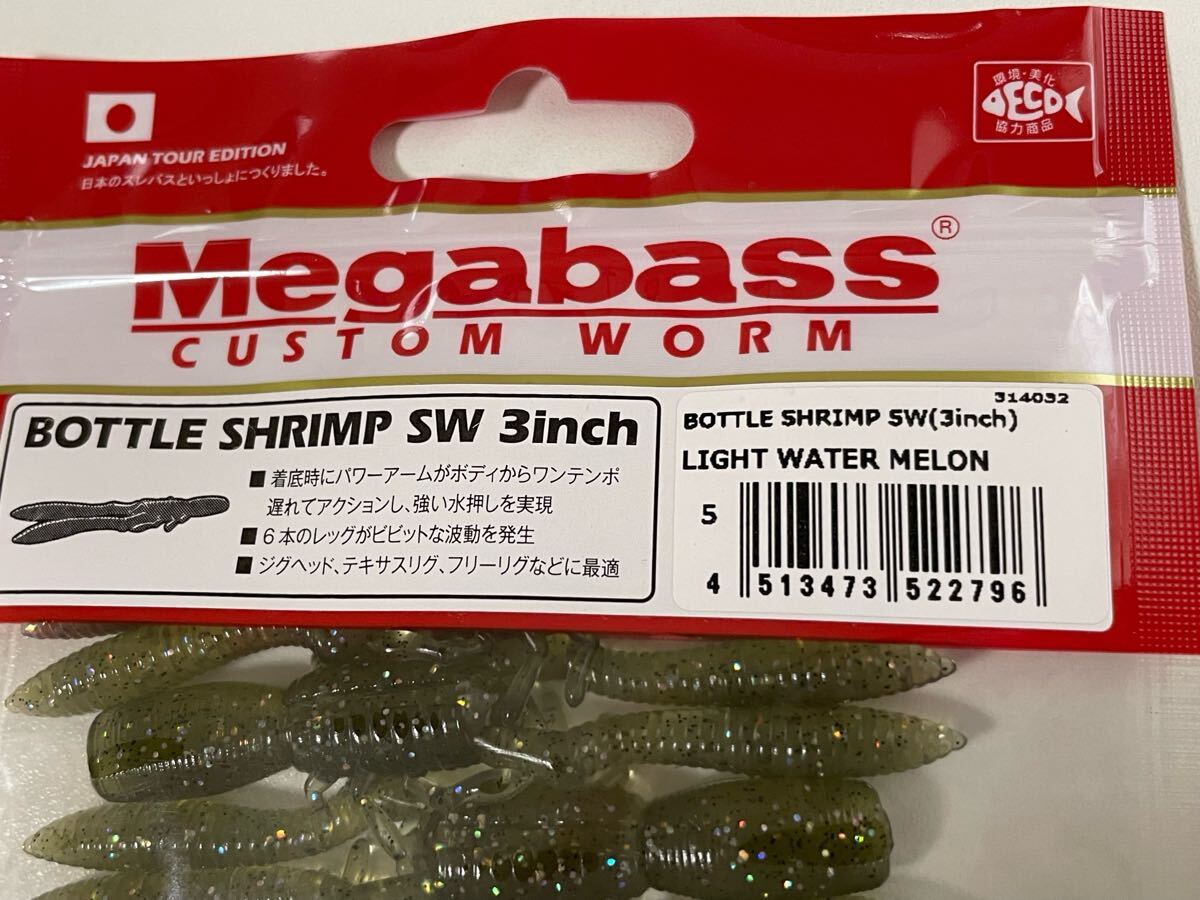 JAPAN TOUR EDITION
日本のスレバスといっしょにつくりました。
環境・美化
ECO
協力商品
Megabass®
CUSTOM WORM
BOTTLE SHRIMP SW 3inch
■ 着底時にパワーアームがボディからワンテンポ
遅れてアクションし、強い水押しを実現
■ 6本のレッグがビビットな波動を発生
■ ジグヘッド、テキサスリグ、フリーリグなどに最適
314032
BOTTLE SHRIMP SW(3inch)
LIGHT WATER MELON
5
4 513473 522796